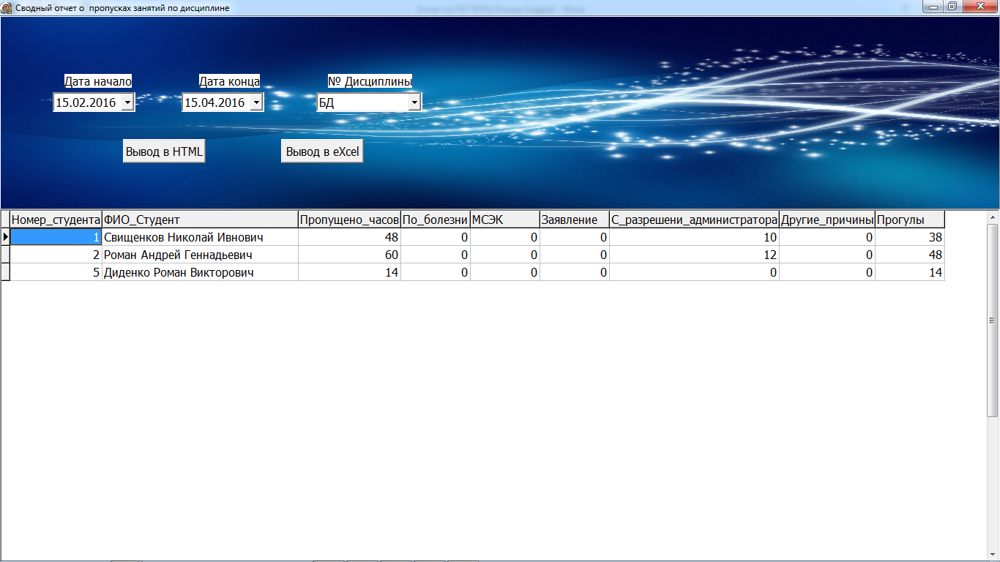 Сводный отчет о пропусках занятий по дисциплине
Дата начало Дата конца № Дисциплины
15.02.2016 15.04.2016 БД
Вывод в HTML Вывод в eXcel
Номер_студента ФИО_Студент Пропущено_часов По_болезни МСЭК Заявление С_разрешени_администратора Другие_причины Прогулы
1 Свищенков Николай Ивнович 48 0 0 0 10 0 38
2 Роман Андрей Геннадьевич 60 0 0 0 12 0 48
5 Диденко Роман Викторович 14 0 0 0 0 0 14